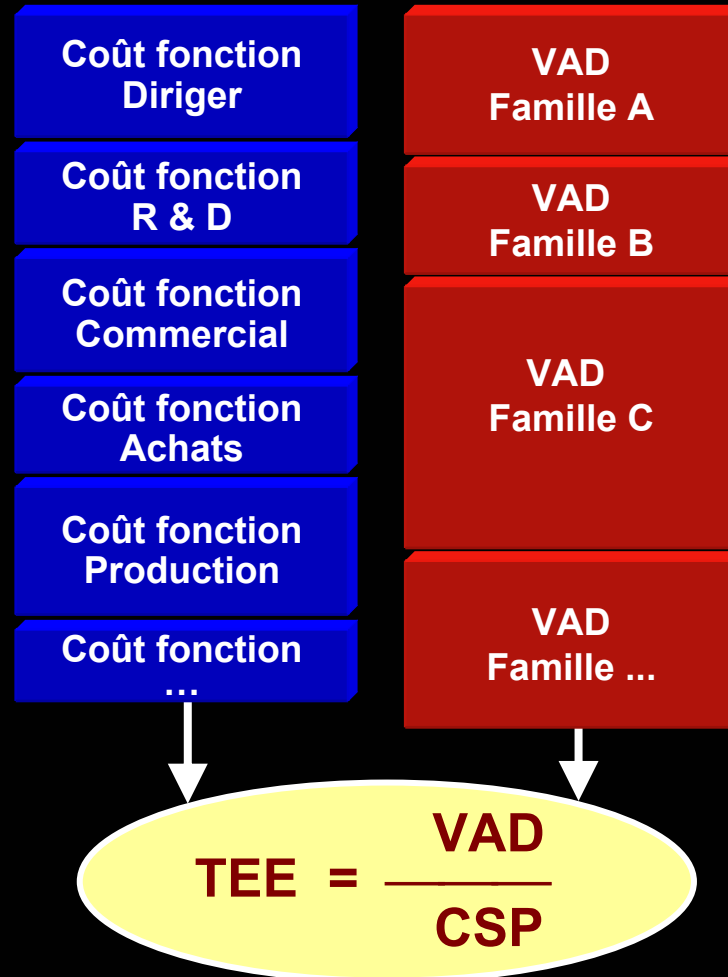 Coût fonction
Diriger
Coût fonction
R & D
Coût fonction
Commercial
Coût fonction
Achats
Coût fonction
Production
Coût fonction
...
VAD
Famille A
VAD
Famille B
VAD
Famille C
VAD
Famille ...
VAD
TEE =
CSP